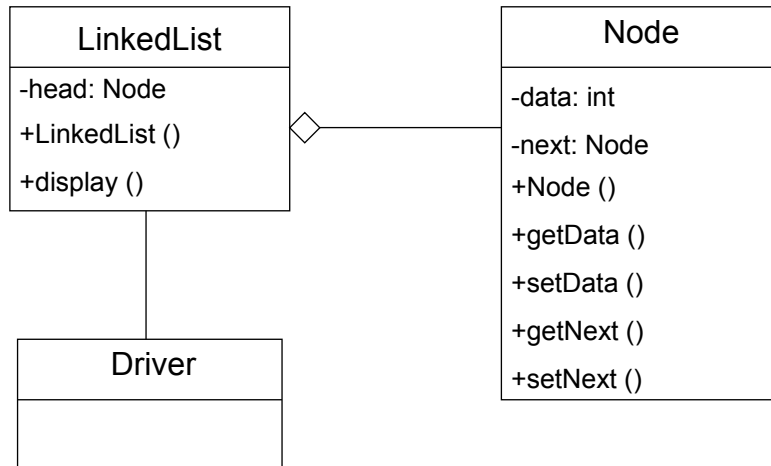 LinkedList
-head: Node
+LinkedList ()
+display ()
Node
-data: int
-next: Node
+Node ()
+getData ()
+setData ()
+getNext ()
+setNext ()
Driver